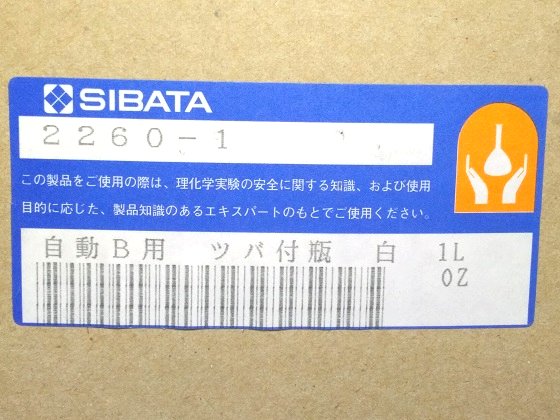 SIBATA
2260-1
この製品をご使用の際は、理化学実験の安全に関する知識、および使用
目的に応じた、製品知識のあるエキスパートのもとでご使用ください。
自動B用 ツバ付瓶 白 1L
OZ